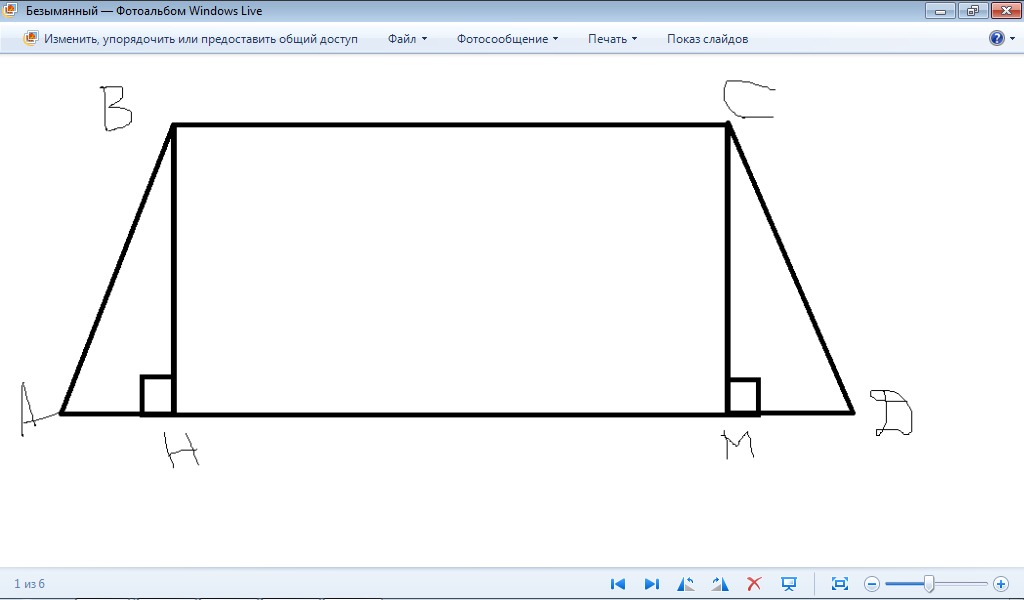 Безымянный — Фотоальбом Windows Live
Изменить, упорядочить или предоставить общий доступ Файл Фотосообщение Печать Показ слайдов ?
B C
A D
H M
1 из 6